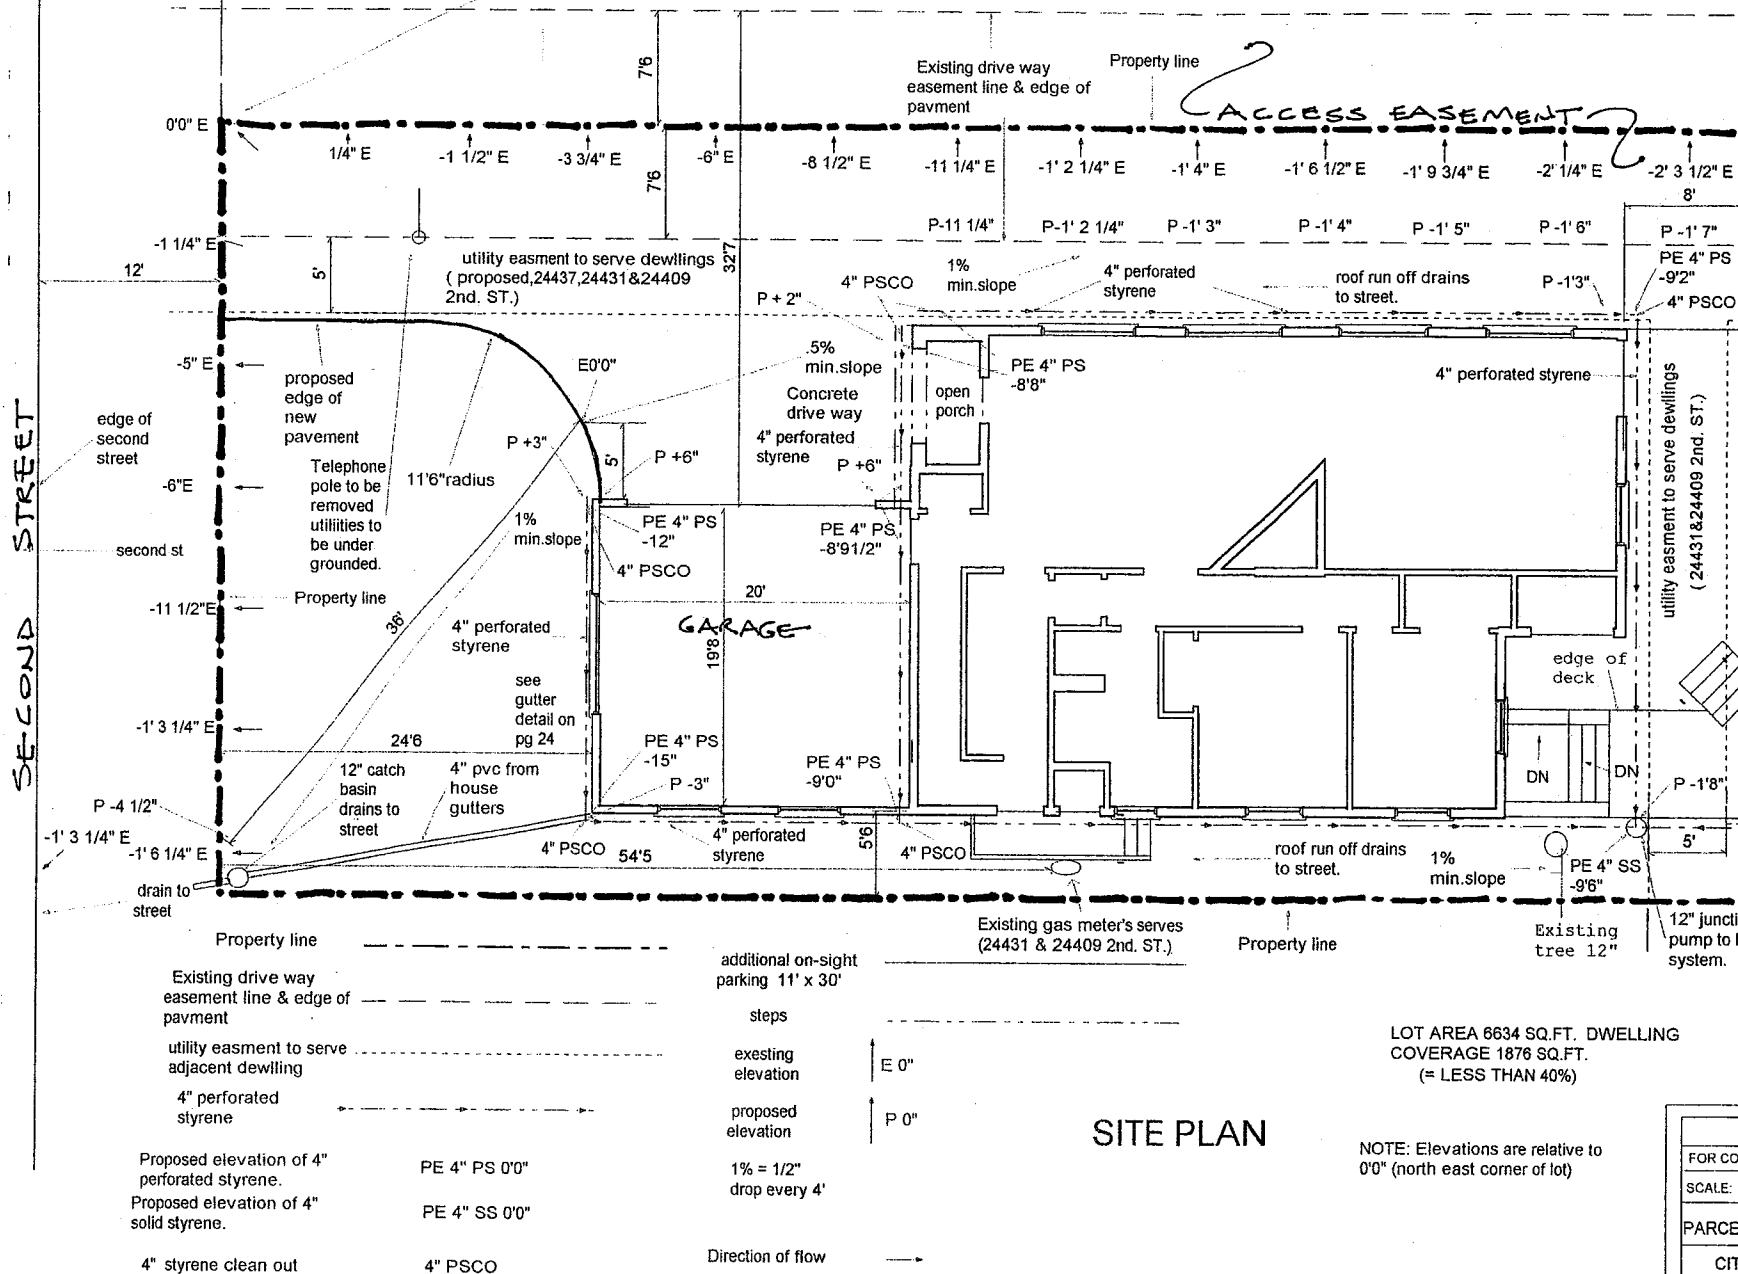 7'6
Existing drive way
easement line & edge of
pavment
Property line
ACCESS EASEMENT
0'0" E
1/4" E
-1 1/2" E
-3 3/4" E
-6" E
-8 1/2" E
-11 1/4" E
-1' 2 1/4" E
-1' 4" E
-1' 6 1/2" E
-1' 9 3/4" E
-2' 1/4" E
-2' 3 1/2" E
8'
7'6
32'7
P-11 1/4"
P-1' 2 1/4"
P -1' 3"
P -1' 4"
P -1' 5"
P -1' 6"
P -1' 7"
-1 1/4" E
12'
5'
utility easment to serve dewllings
( proposed,24437,24431&24409
2nd. ST.)
P + 2"
4" PSCO
1%
min.slope
4" perforated
styrene
roof run off drains
to street.
P -1'3"
PE 4" PS
-9'2"
4" PSCO
-5" E
proposed
edge of
new
pavement
E0'0"
.5%
min.slope
Concrete
drive way
4" perforated
styrene
open
porch
PE 4" PS
-8'8"
4" perforated styrene
utility easment to serve dewllings
( 24431&24409 2nd. ST.)
SECOND STREET
edge of
second
street
second st
-6"E
Telephone
pole to be
removed
utiliities to
be under
grounded.
11'6"radius
P +3"
5'
P +6"
P +6"
1%
min.slope
PE 4" PS
-12"
PE 4" PS
-8'91/2"
4" PSCO
-11 1/2"E
Property line
36'
20'
GARAGE
19'8
4" perforated
styrene
see
gutter
detail on
pg 24
edge of
deck
-1' 3 1/4" E
24'6
PE 4" PS
-15"
P -3"
PE 4" PS
-9'0"
12" catch
basin
drains to
street
4" pvc from
house
gutters
DN
DN
P -1'8"
P -4 1/2"
-1' 3 1/4" E
-1' 6 1/4" E
4" PSCO
54'5
4" perforated
styrene
5'6
4" PSCO
roof run off drains
to street.
1%
min.slope
PE 4" SS
-9'6"
5'
drain to
street
Existing gas meter's serves
(24431 & 24409 2nd. ST.)
Property line
Existing
tree 12"
12" juncti
pump to
system.
Property line
Existing drive way
easement line & edge of
pavment
utility easment to serve
adjacent dewlling
4" perforated
styrene
Proposed elevation of 4"
perforated styrene.
PE 4" PS 0'0"
Proposed elevation of 4"
solid styrene.
PE 4" SS 0'0"
4" styrene clean out
4" PSCO
additional on-sight
parking 11' x 30'
steps
exesting
elevation
E 0"
proposed
elevation
P 0"
1% = 1/2"
drop every 4'
Direction of flow
SITE PLAN
LOT AREA 6634 SQ.FT. DWELLING
COVERAGE 1876 SQ.FT.
(= LESS THAN 40%)
NOTE: Elevations are relative to
0'0" (north east corner of lot)
FOR CO
SCALE:
PARCE
CIT